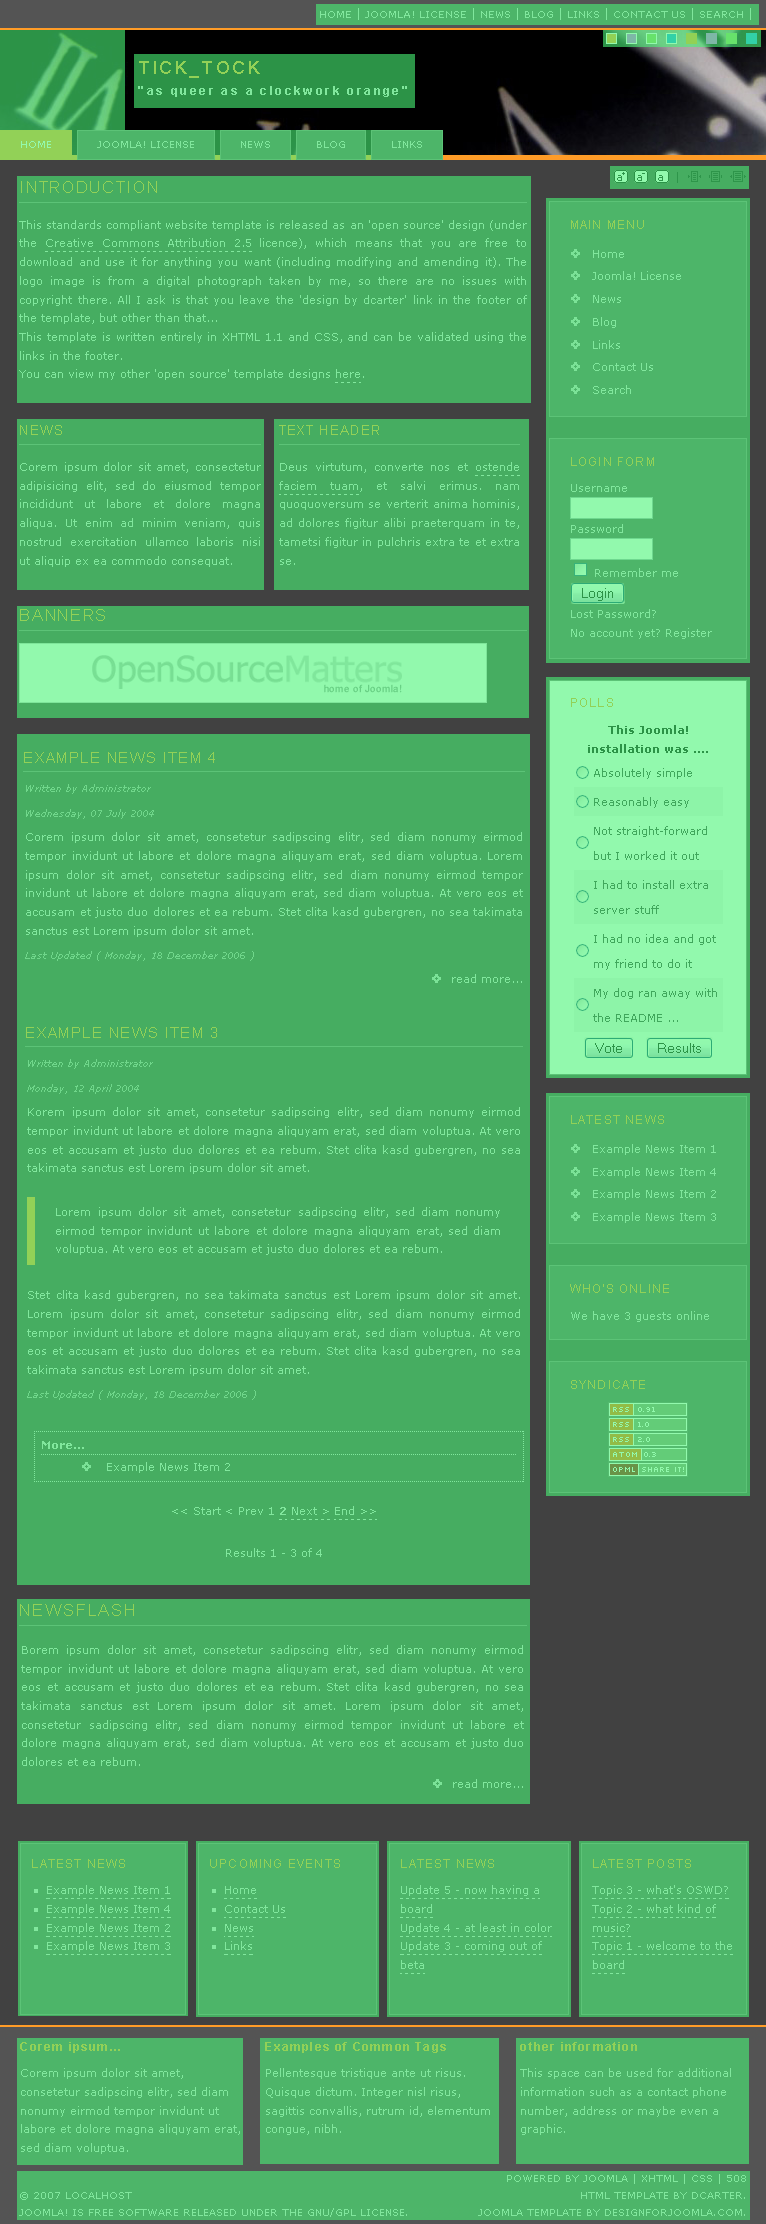 HOME | JOOMLA! LICENSE | NEWS | BLOG | LINKS | CONTACT US | SEARCH |
TICK_TOCK
"as queer as a clockwork orange"
HOME
JOOMLA! LICENSE
NEWS
BLOG
LINKS
INTRODUCTION
This standards compliant website template is released as an 'open source' design (under
the Creative Commons Attribution 2.5 licence), which means that you are free to
download and use it for anything you want (including modifying and amending it). The
logo image is from a digital photograph taken by me, so there are no issues with
copyright there. All I ask is that you leave the 'design by dcarter' link in the footer of
the template, but other than that...
This template is written entirely in XHTML 1.1 and CSS, and can be validated using the
links in the footer.
You can view my other 'open source' template designs here.
NEWS
Lorem ipsum dolor sit amet, consectetur
adipisicing elit, sed do eiusmod tempor
incididunt ut labore et dolore magna
aliqua. Ut enim ad minim veniam, quis
nostrud exercitation ullamco laboris nisi
ut aliquip ex ea commodo consequat.
TEXT HEADER
Deus virtutum, converte nos et ostende
faciem tuam, et salvi erimus. nam
quoquoversum se verterit anima hominis,
ad dolores figitur alibi praeterquam in te,
tametsi figitur in pulchris extra te et extra
se.
BANNERS
OpenSourceMatters
home of Joomla!
EXAMPLE NEWS ITEM 4
Written by Administrator
Wednesday, 07 July 2004
Lorem ipsum dolor sit amet, consetetur sadipscing elitr, sed diam nonumy eirmod
tempor invidunt ut labore et dolore magna aliquyam erat, sed diam voluptua. Lorem
ipsum dolor sit amet, consetetur sadipscing elitr, sed diam nonumy eirmod tempor
invidunt ut labore et dolore magna aliquyam erat, sed diam voluptua. At vero eos et
accusam et justo duo dolores et ea rebum. Stet clita kasd gubergren, no sea takimata
sanctus est Lorem ipsum dolor sit amet.
Last Updated ( Monday, 18 December 2006 )
read more...
EXAMPLE NEWS ITEM 3
Written by Administrator
Monday, 12 April 2004
Korem ipsum dolor sit amet, consetetur sadipscing elitr, sed diam nonumy eirmod
tempor invidunt ut labore et dolore magna aliquyam erat, sed diam voluptua. At vero
eos et accusam et justo duo dolores et ea rebum. Stet clita kasd gubergren, no sea
takimata sanctus est Lorem ipsum dolor sit amet.
Lorem ipsum dolor sit amet, consetetur sadipscing elitr, sed diam nonumy
eirmod tempor invidunt ut labore et dolore magna aliquyam erat, sed diam
voluptua. At vero eos et accusam et justo duo dolores et ea rebum.
Stet clita kasd gubergren, no sea takimata sanctus est Lorem ipsum dolor sit amet.
Lorem ipsum dolor sit amet, consetetur sadipscing elitr, sed diam nonumy eirmod
tempor invidunt ut labore et dolore magna aliquyam erat, sed diam voluptua. At vero
eos et accusam et justo duo dolores et ea rebum. Stet clita kasd gubergren, no sea
takimata sanctus est Lorem ipsum dolor sit amet.
Last Updated ( Monday, 18 December 2006 )
More...
Example News Item 2
<< Start < Prev 1 2 Next > End >>
Results 1 - 3 of 4
NEWSFLASH
Borem ipsum dolor sit amet, consetetur sadipscing elitr, sed diam nonumy eirmod
tempor invidunt ut labore et dolore magna aliquyam erat, sed diam voluptua. At vero
eos et accusam et justo duo dolores et ea rebum. Stet clita kasd gubergren, no sea
takimata sanctus est Lorem ipsum dolor sit amet. Lorem ipsum dolor sit amet,
consetetur sadipscing elitr, sed diam nonumy eirmod tempor invidunt ut labore et
dolore magna aliquyam erat, sed diam voluptua. At vero eos et accusam et justo duo
dolores et ea rebum.
read more...
a+ a- a |
MAIN MENU
Home
Joomla! License
News
Blog
Links
Contact Us
Search
LOGIN FORM
Username
Password
Remember me
Login
Lost Password?
No account yet? Register
POLLS
This Joomla!
installation was ....
Absolutely simple
Reasonably easy
Not straight-forward
but I worked it out
I had to install extra
server stuff
I had no idea and got
my friend to do it
My dog ran away with
the README ...
Vote
Results
LATEST NEWS
Example News Item 1
Example News Item 4
Example News Item 2
Example News Item 3
WHO'S ONLINE
We have 3 guests online
SYNDICATE
RSS 0.91
RSS 1.0
RSS 2.0
ATOM 0.3
OPML SHARE IT!
LATEST NEWS
Example News Item 1
Example News Item 4
Example News Item 2
Example News Item 3
UPCOMING EVENTS
Home
Contact Us
News
Links
LATEST NEWS
Update 5 - now having a
board
Update 4 - at least in color
Update 3 - coming out of
beta
LATEST POSTS
Topic 3 - what's OSWD?
Topic 2 - what kind of
music?
Topic 1 - welcome to the
board
Lorem ipsum...
Lorem ipsum dolor sit amet,
consetetur sadipscing elitr, sed diam
nonumy eirmod tempor invidunt ut
labore et dolore magna aliquyam erat,
sed diam voluptua.
Examples of Common Tags
Pellentesque tristique ante ut risus.
Quisque dictum. Integer nisl risus,
sagittis convallis, rutrum id, elementum
congue, nibh.
other information
This space can be used for additional
information such as a contact phone
number, address or maybe even a
graphic.
POWERED BY JOOMLA | XHTML | CSS | 508
© 2007 LOCALHOST
HTML TEMPLATE BY DCARTER.
JOOMLA! IS FREE SOFTWARE RELEASED UNDER THE GNU/GPL LICENSE.
JOOMLA TEMPLATE BY DESIGNFORJOOMLA.COM.